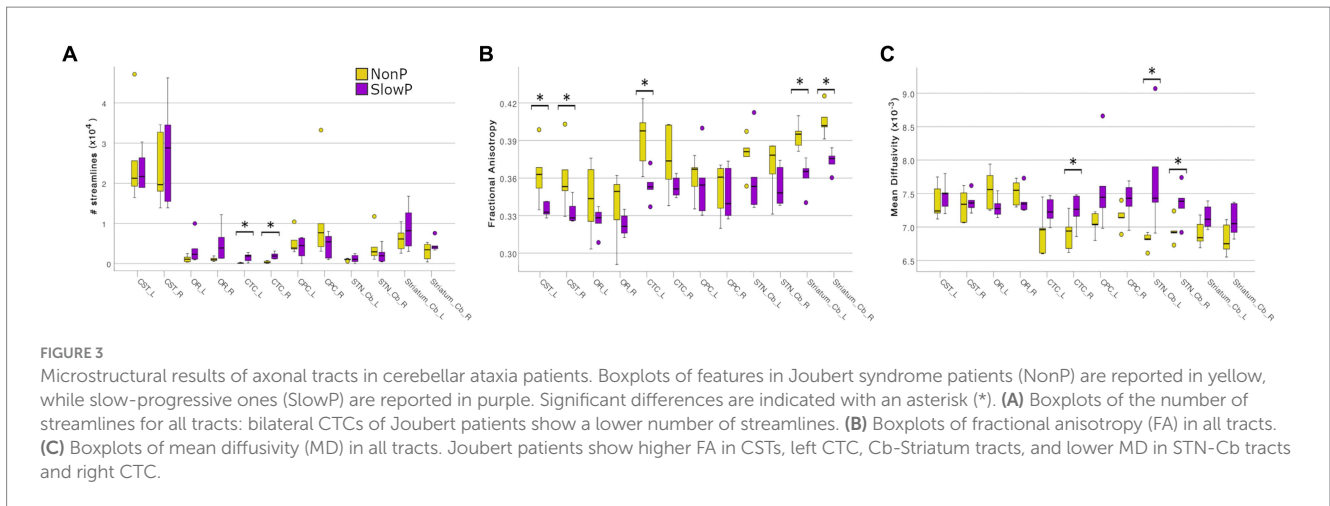 A
B
C
NonP
SlowP
# streamlines (x10⁴)
4
3
2
1
0
CST_L
CST_R
OR_L
OR_R
CTC_L
CTC_R
CPC_L
CPC_R
STN_Cb_L
STN_Cb_R
Striatum_Cb_L
Striatum_Cb_R
* *
Fractional Anisotropy
0.42
0.39
0.36
0.33
0.30
CST_L
CST_R
OR_L
OR_R
CTC_L
CTC_R
CPC_L
CPC_R
STN_Cb_L
STN_Cb_R
Striatum_Cb_L
Striatum_Cb_R
* * * * *
Mean Diffusivity (x10⁻³)
9.0
8.5
8.0
7.5
7.0
6.5
CST_L
CST_R
OR_L
OR_R
CTC_L
CTC_R
CPC_L
CPC_R
STN_Cb_L
STN_Cb_R
Striatum_Cb_L
Striatum_Cb_R
* * *
FIGURE 3
Microstructural results of axonal tracts in cerebellar ataxia patients. Boxplots of features in Joubert syndrome patients (NonP) are reported in yellow,
while slow-progressive ones (SlowP) are reported in purple. Significant differences are indicated with an asterisk (*). (A) Boxplots of the number of
streamlines for all tracts: bilateral CTCs of Joubert patients show a lower number of streamlines. (B) Boxplots of fractional anisotropy (FA) in all tracts.
(C) Boxplots of mean diffusivity (MD) in all tracts. Joubert patients show higher FA in CSTs, left CTC, Cb-Striatum tracts, and lower MD in STN-Cb tracts
and right CTC.